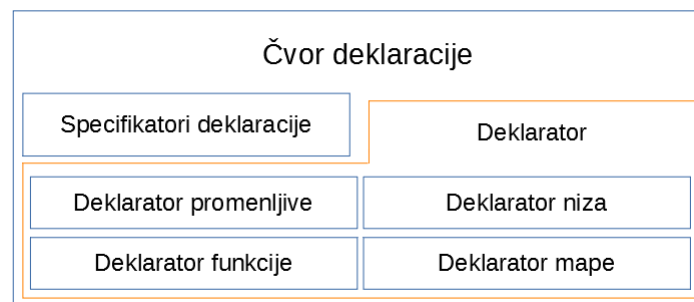 Čvor deklaracije
Specifikatori deklaracije
Deklarator
Deklarator promenljive
Deklarator niza
Deklarator funkcije
Deklarator mape